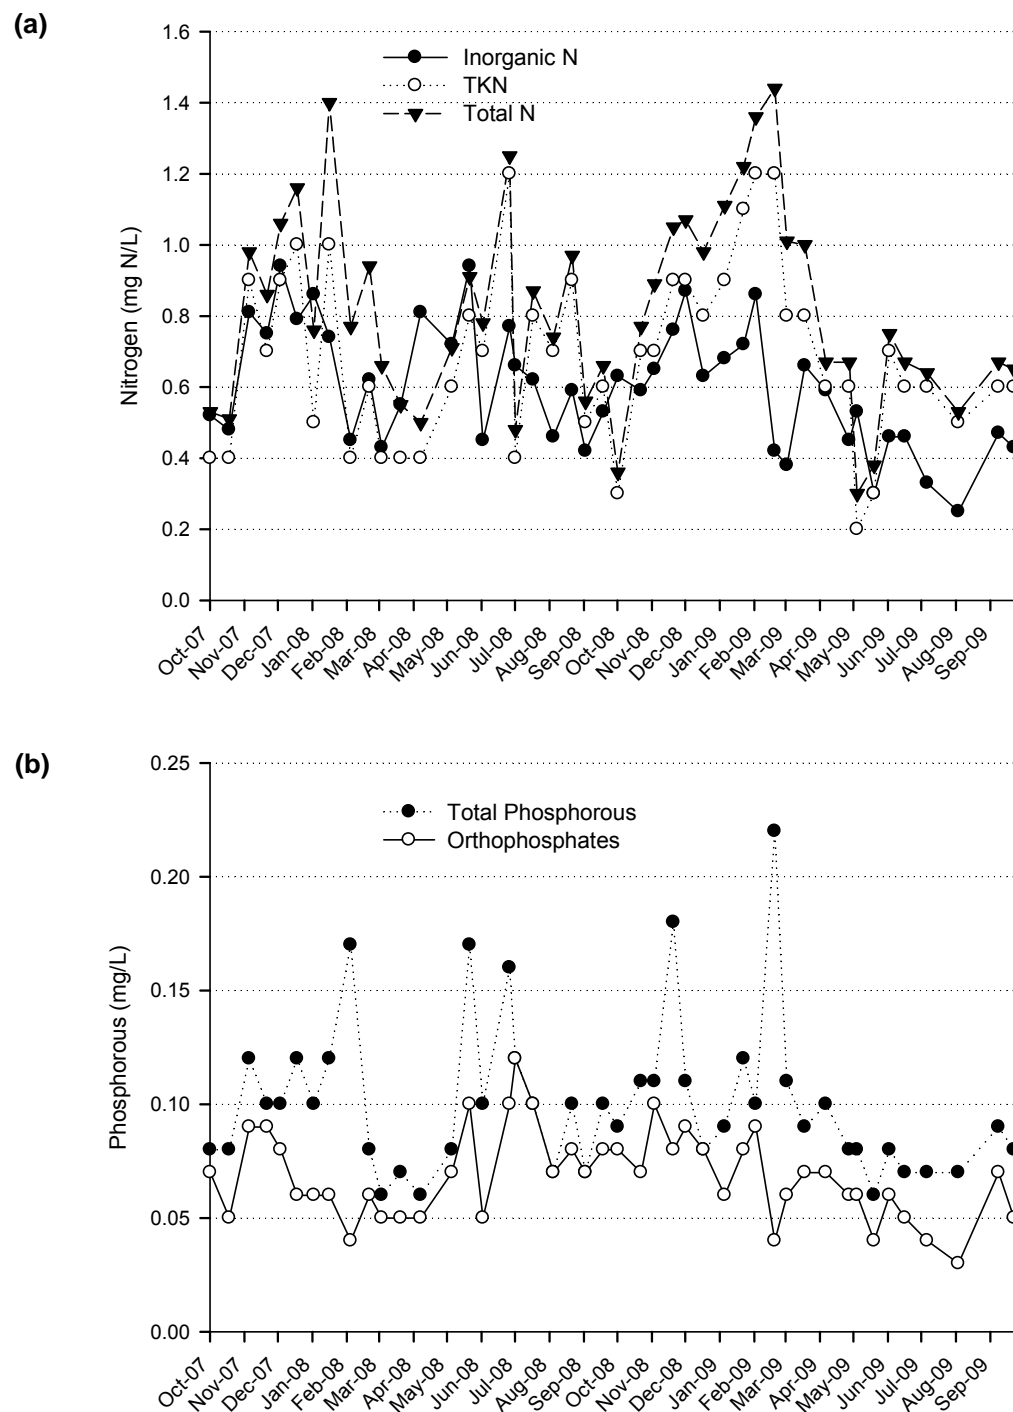 (a)
1.6
1.4
1.2
1.0
0.8
0.6
0.4
0.2
0.0
Nitrogen (mg N/L)
Inorganic N
TKN
Total N
Oct-07
Nov-07
Dec-07
Jan-08
Feb-08
Mar-08
Apr-08
May-08
Jun-08
Jul-08
Aug-08
Sep-08
Oct-08
Nov-08
Dec-08
Jan-09
Feb-09
Mar-09
Apr-09
May-09
Jun-09
Jul-09
Aug-09
Sep-09
(b)
0.25
0.20
0.15
0.10
0.05
0.00
Phosphorous (mg/L)
Total Phosphorous
Orthophosphates
Oct-07
Nov-07
Dec-07
Jan-08
Feb-08
Mar-08
Apr-08
May-08
Jun-08
Jul-08
Aug-08
Sep-08
Oct-08
Nov-08
Dec-08
Jan-09
Feb-09
Mar-09
Apr-09
May-09
Jun-09
Jul-09
Aug-09
Sep-09